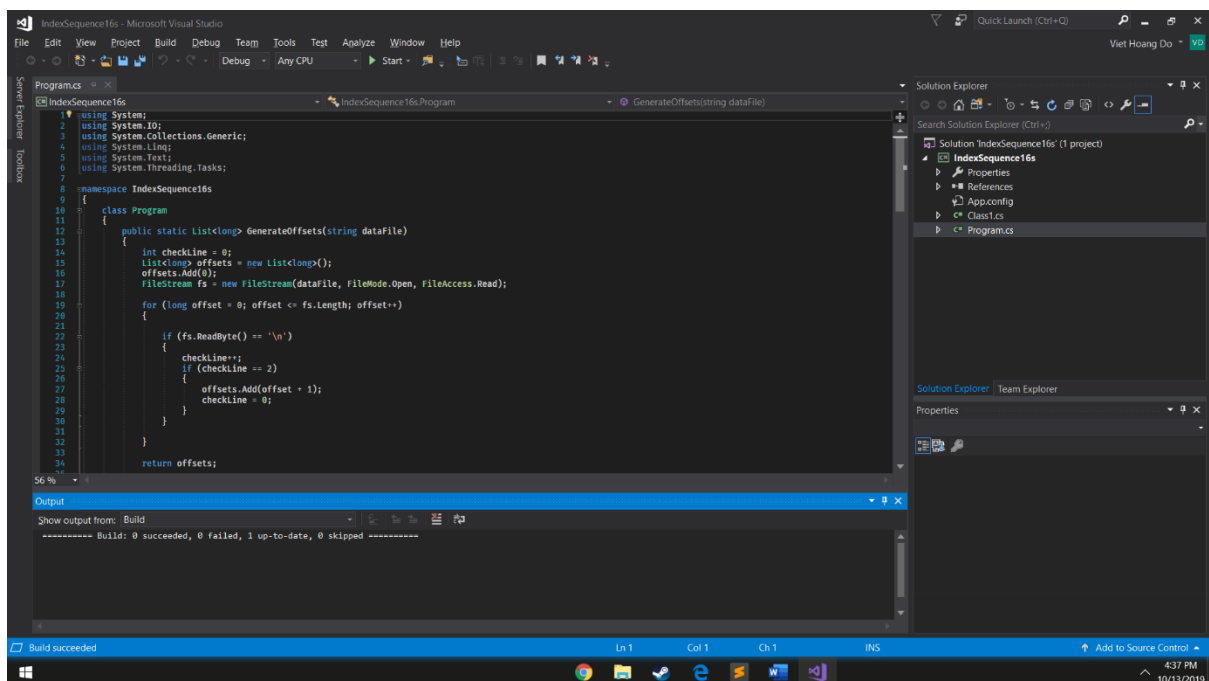 IndexSequence16s - Microsoft Visual Studio
Quick Launch (Ctrl+Q)
File Edit View Project Build Debug Team Tools Test Analyze Window Help
Viet Hoang Do VD
Debug Any CPU Start
Server Explorer
Toolbox
Program.cs
IndexSequence16s IndexSequence16s.Program GenerateOffsets(string dataFile)
1 using System;
2 using System.IO;
3 using System.Collections.Generic;
4 using System.Linq;
5 using System.Text;
6 using System.Threading.Tasks;
7
8 namespace IndexSequence16s
9 {
10 class Program
11 {
12 public static List<long> GenerateOffsets(string dataFile)
13 {
14 int checkLine = 0;
15 List<long> offsets = new List<long>();
16 offsets.Add(0);
17 FileStream fs = new FileStream(dataFile, FileMode.Open, FileAccess.Read);
18
19 for (long offset = 0; offset <= fs.Length; offset++)
20 {
21
22 if (fs.ReadByte() == '\n')
23 {
24 checkLine++;
25 if (checkLine == 2)
26 {
27 offsets.Add(offset + 1);
28 checkLine = 0;
29 }
30 }
31
32 }
33
34 return offsets;
56 %
Output
Show output from: Build
========== Build: 0 succeeded, 0 failed, 1 up-to-date, 0 skipped ==========
Solution Explorer
Search Solution Explorer (Ctrl+;)
Solution 'IndexSequence16s' (1 project)
C# IndexSequence16s
Properties
References
App.config
C# Class1.cs
C# Program.cs
Solution Explorer Team Explorer
Properties
Build succeeded Ln 1 Col 1 Ch 1 INS Add to Source Control
4:37 PM
10/13/2019